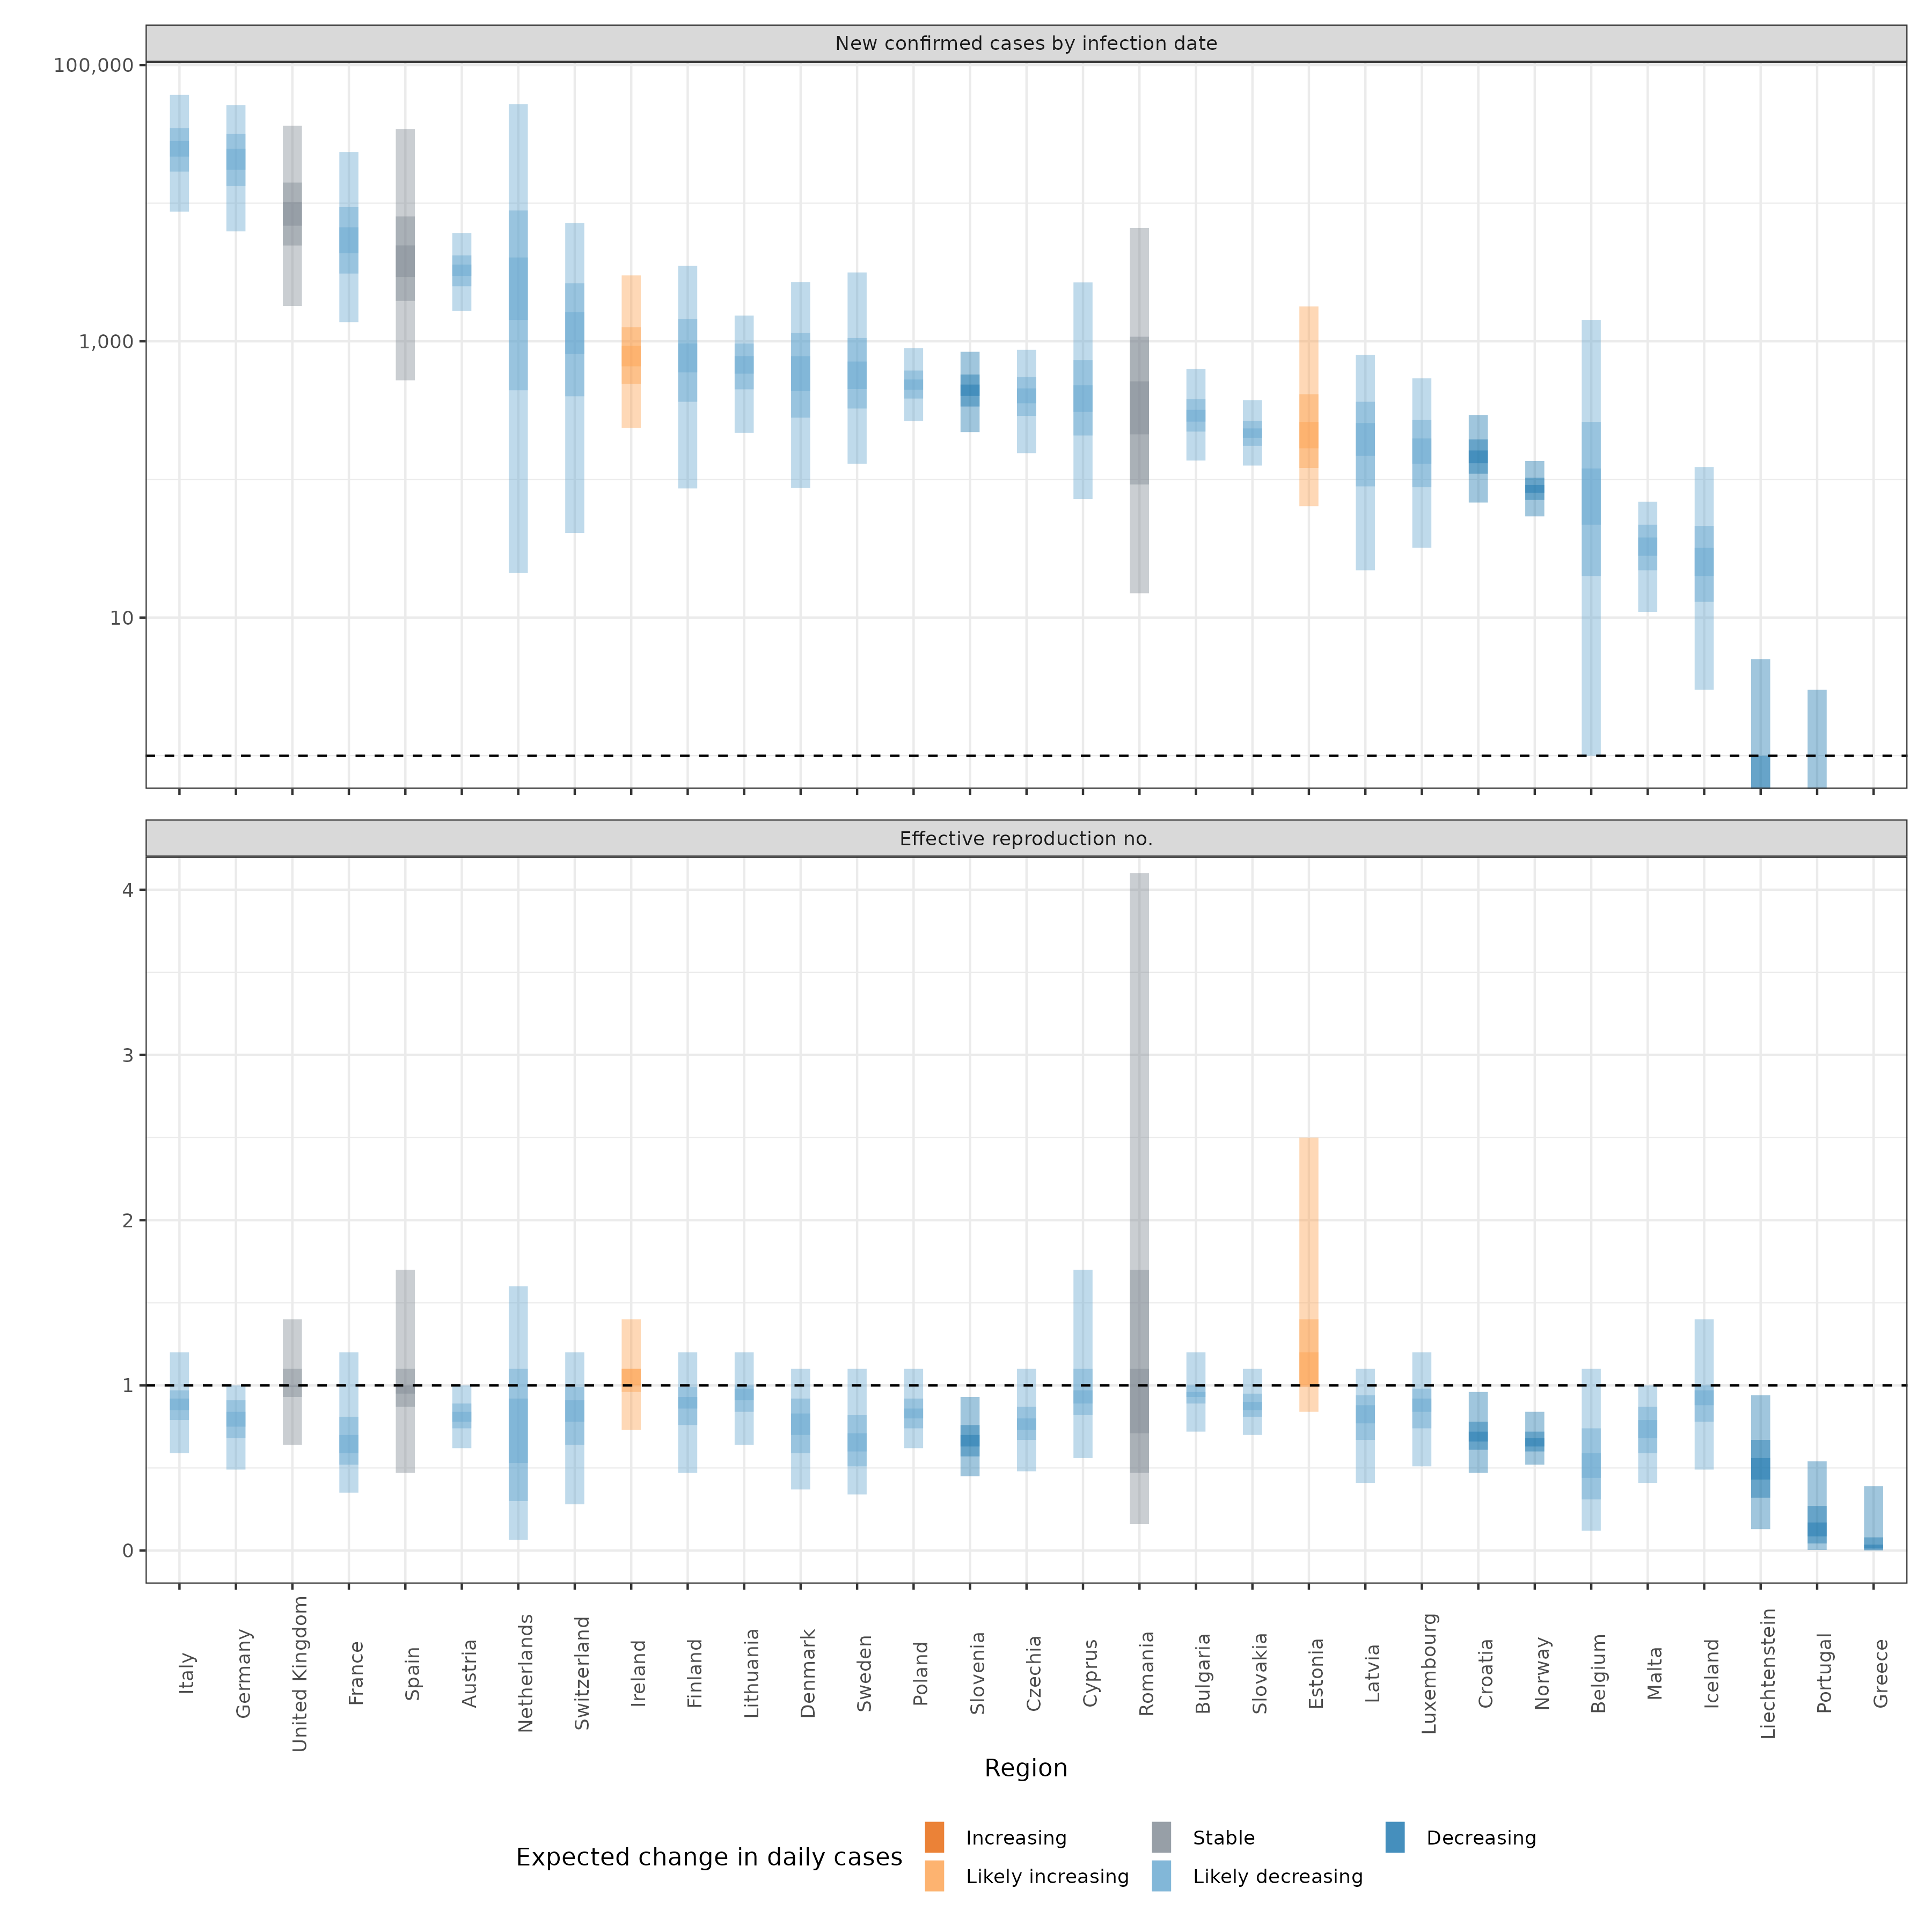 New confirmed cases by infection date
100,000
1,000
10
Effective reproduction no.
4
3
2
1
0
Italy
Germany
United Kingdom
France
Spain
Austria
Netherlands
Switzerland
Ireland
Finland
Lithuania
Denmark
Sweden
Poland
Slovenia
Czechia
Cyprus
Romania
Bulgaria
Slovakia
Estonia
Latvia
Luxembourg
Croatia
Norway
Belgium
Malta
Iceland
Liechtenstein
Portugal
Greece
Region
Expected change in daily cases
Increasing
Stable
Decreasing
Likely increasing
Likely decreasing